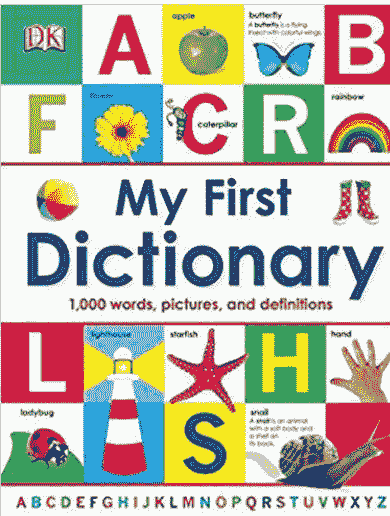 DK
A
apple
butterfly
A butterfly is a flying
insect with colorful wings.
B
F
flower
caterpillar
C
R
rainbow
My First
Dictionary
1,000 words, pictures, and definitions
L
lighthouse
starfish
H
hand
ladybug
S
snail
A snail is an animal
with a soft body and
a shell on
its back.
ABCDEFGHIJKLMNOPQRSTUVWXYZ